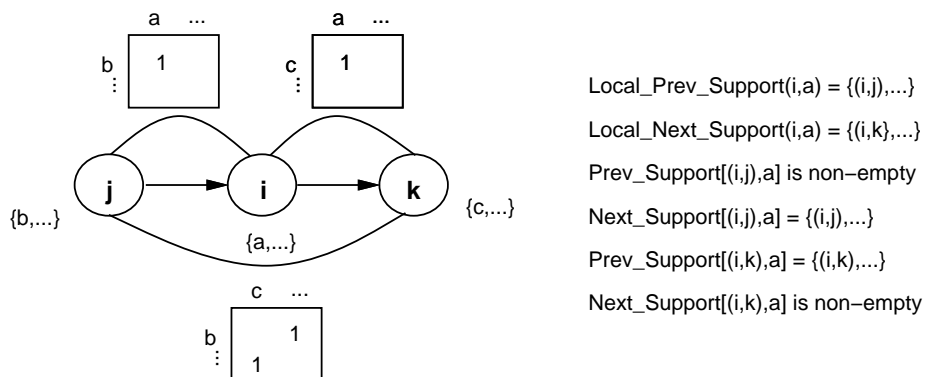 a ...
a ...
b 1
...
c 1
...
Local_Prev_Support(i,a) = {(i,j),...}
Local_Next_Support(i,a) = {(i,k},...}
Prev_Support[(i,j),a] is non−empty
Next_Support[(i,j),a] = {(i,j),...}
Prev_Support[(i,k),a] = {(i,k),...}
Next_Support[(i,k),a] is non−empty
j
i
k
{b,...}
{a,...}
{c,...}
c ...
b 1
...
1